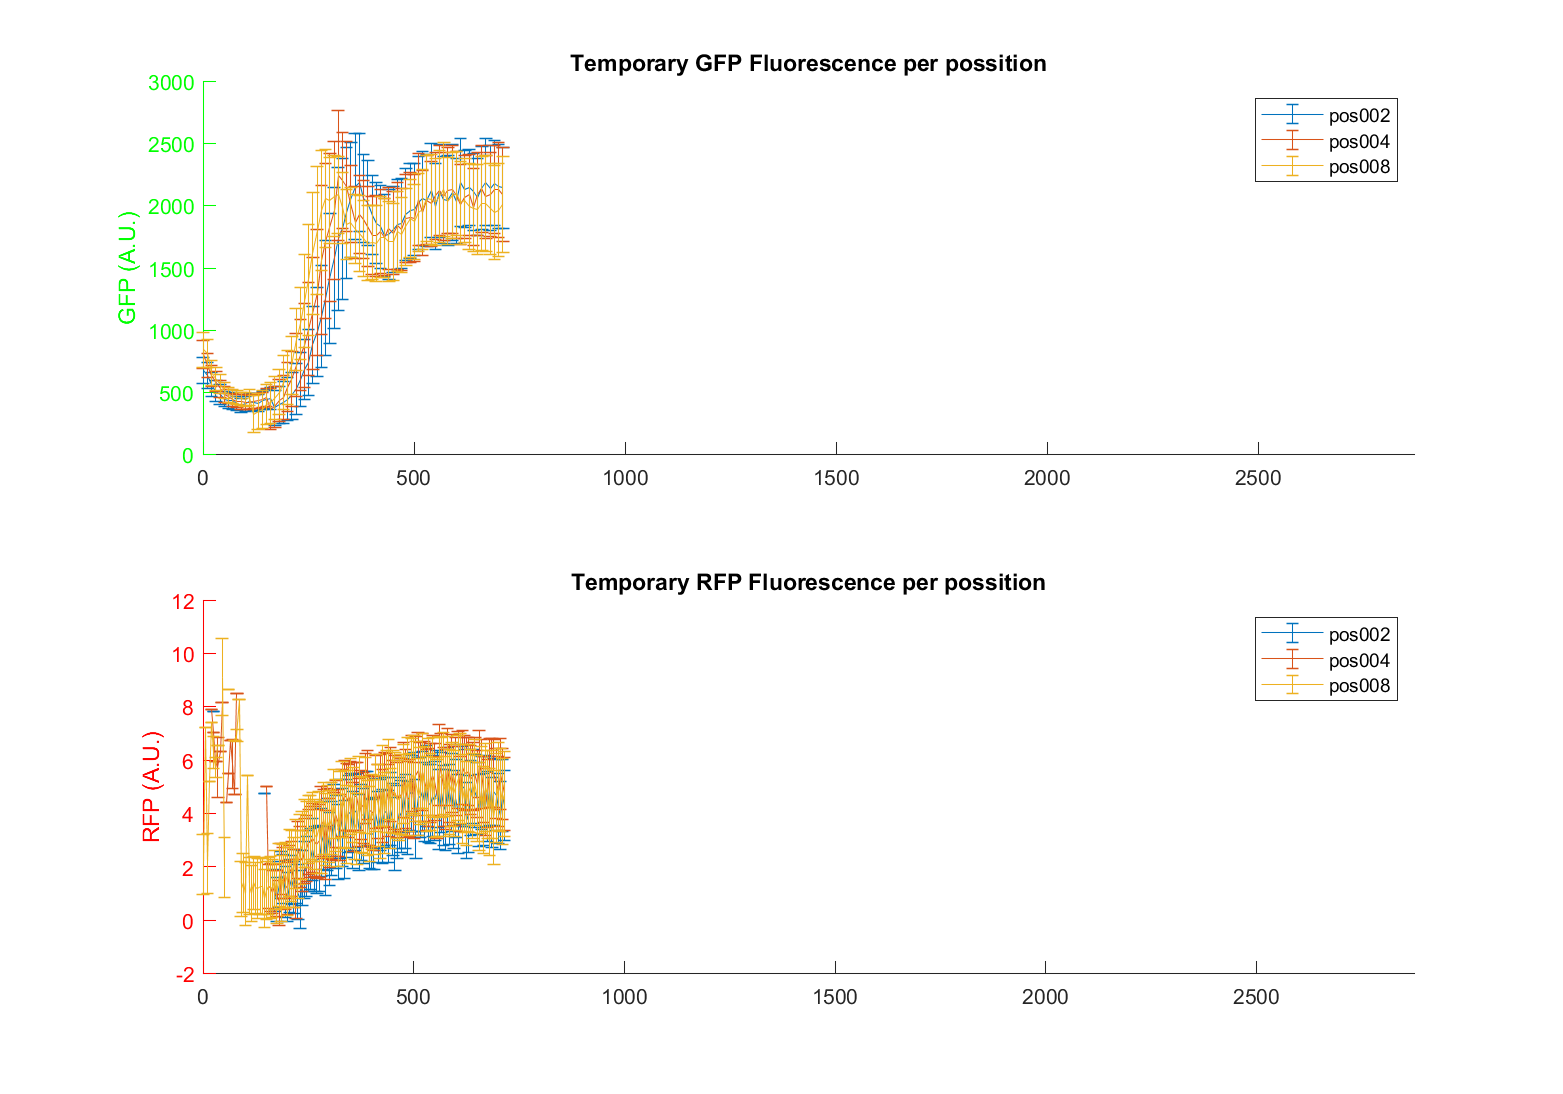 Temporary GFP Fluorescence per possition
3000
2500
2000
1500
1000
500
0
GFP (A.U.)
0 500 1000 1500 2000 2500
pos002
pos004
pos008
Temporary RFP Fluorescence per possition
12
10
8
6
4
2
0
-2
RFP (A.U.)
0 500 1000 1500 2000 2500
pos002
pos004
pos008